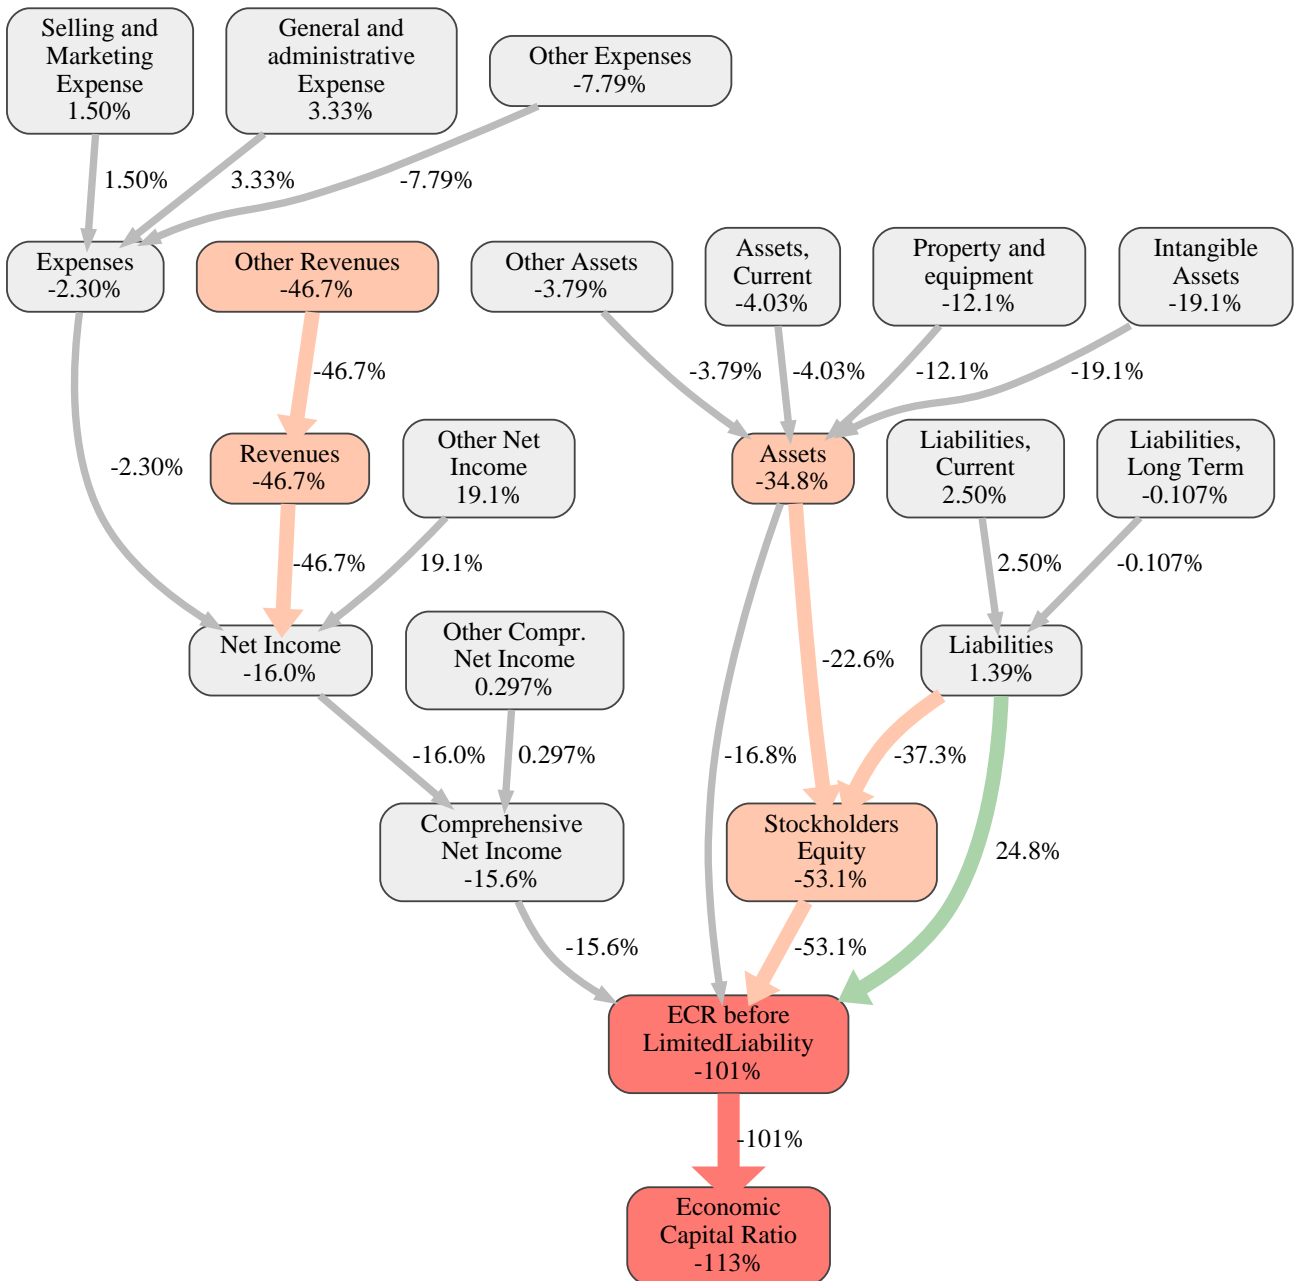 Selling and
Marketing
Expense
1.50%
General and
administrative
Expense
3.33%
Other Expenses
-7.79%
1.50%
3.33%
-7.79%
Expenses
-2.30%
Other Revenues
-46.7%
Other Assets
-3.79%
Assets,
Current
-4.03%
Property and
equipment
-12.1%
Intangible
Assets
-19.1%
-46.7%
-3.79%
-4.03%
-12.1%
-19.1%
-2.30%
Revenues
-46.7%
Other Net
Income
19.1%
Assets
-34.8%
Liabilities,
Current
2.50%
Liabilities,
Long Term
-0.107%
-46.7%
19.1%
2.50%
-0.107%
Net Income
-16.0%
Other Compr.
Net Income
0.297%
-22.6%
Liabilities
1.39%
-16.0%
0.297%
-16.8%
-37.3%
Comprehensive
Net Income
-15.6%
Stockholders
Equity
-53.1%
24.8%
-15.6%
-53.1%
ECR before
LimitedLiability
-101%
-101%
Economic
Capital Ratio
-113%